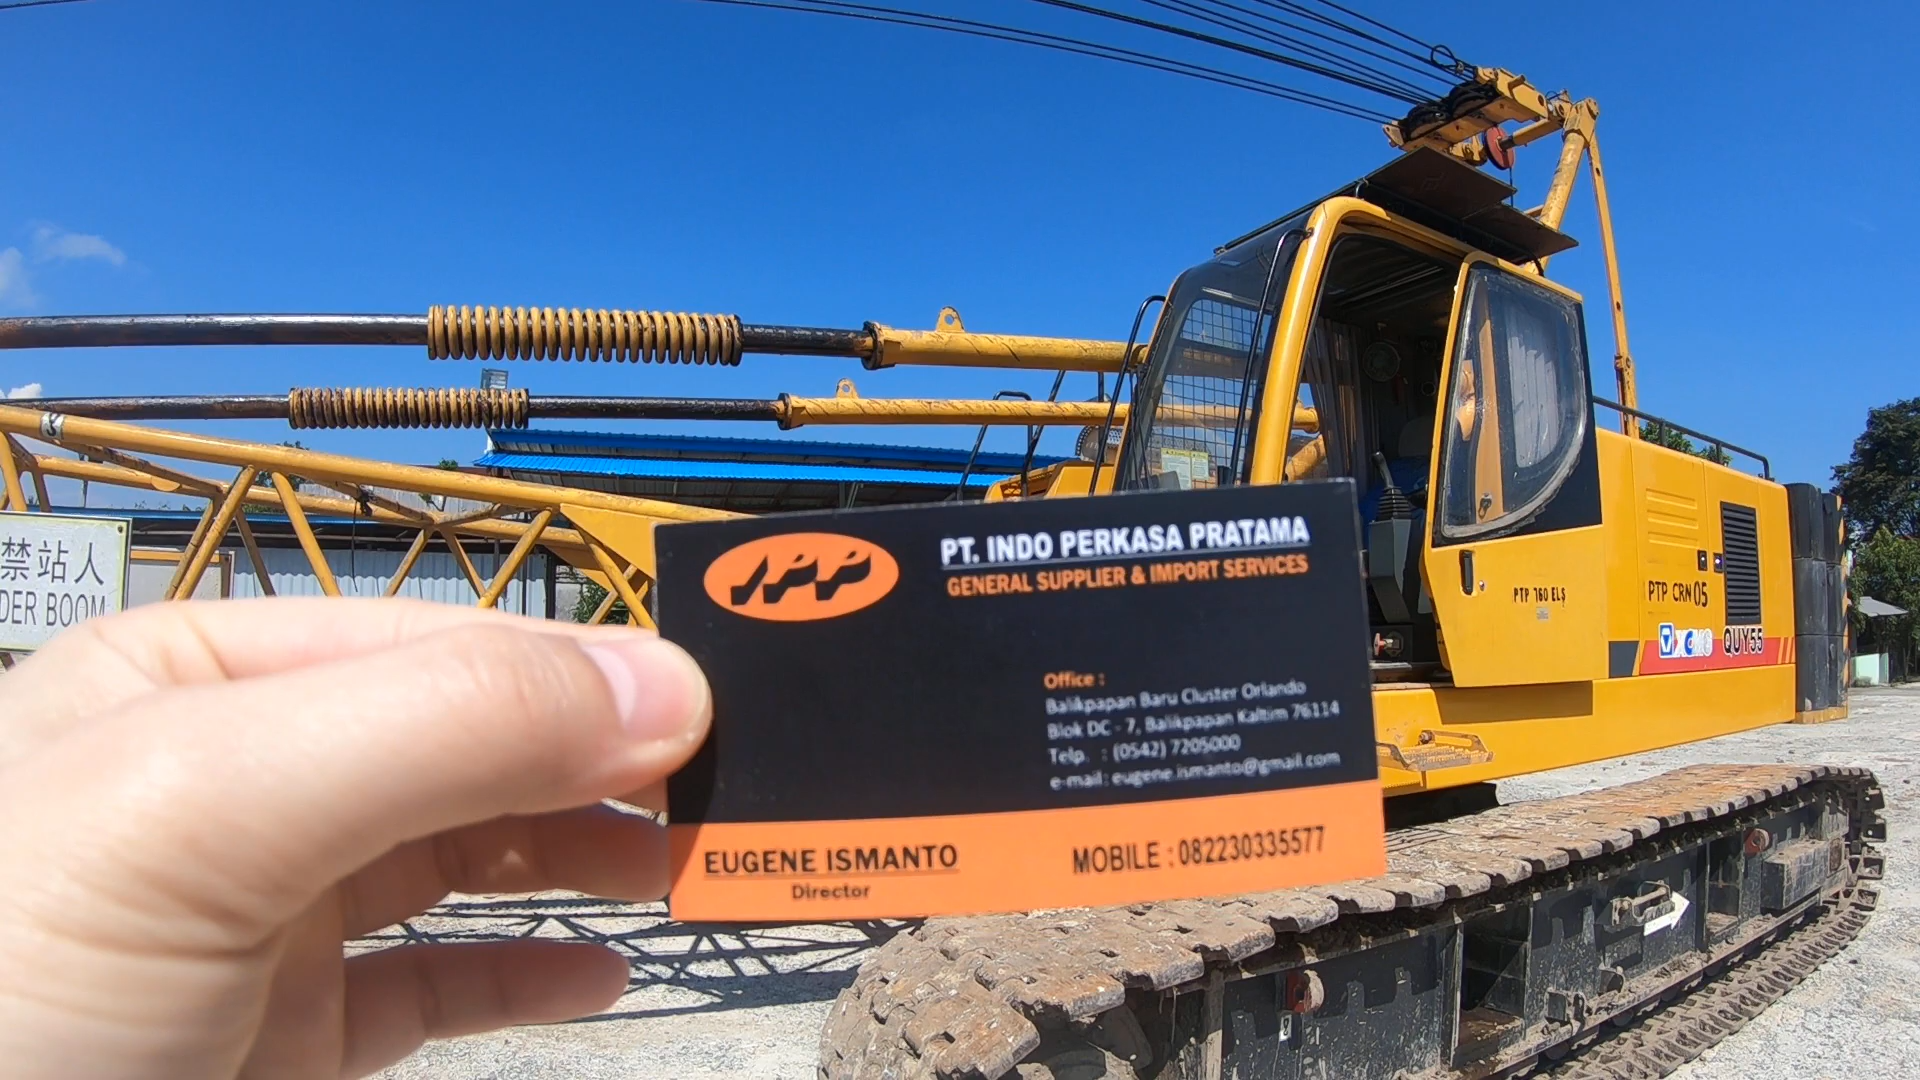 禁站人
DER BOOM
IPP
PT. INDO PERKASA PRATAMA
GENERAL SUPPLIER & IMPORT SERVICES
Office :
Balikpapan Baru Cluster Orlando
Blok DC - 7, Balikpapan Kaltim 76114
Telp. : (0542) 7205000
e-mail : eugene.ismanto@gmail.com
EUGENE ISMANTO
Director
MOBILE : 082230335577
PTP 160 ELS
PTP CRN 05
XCMG QUY55
8